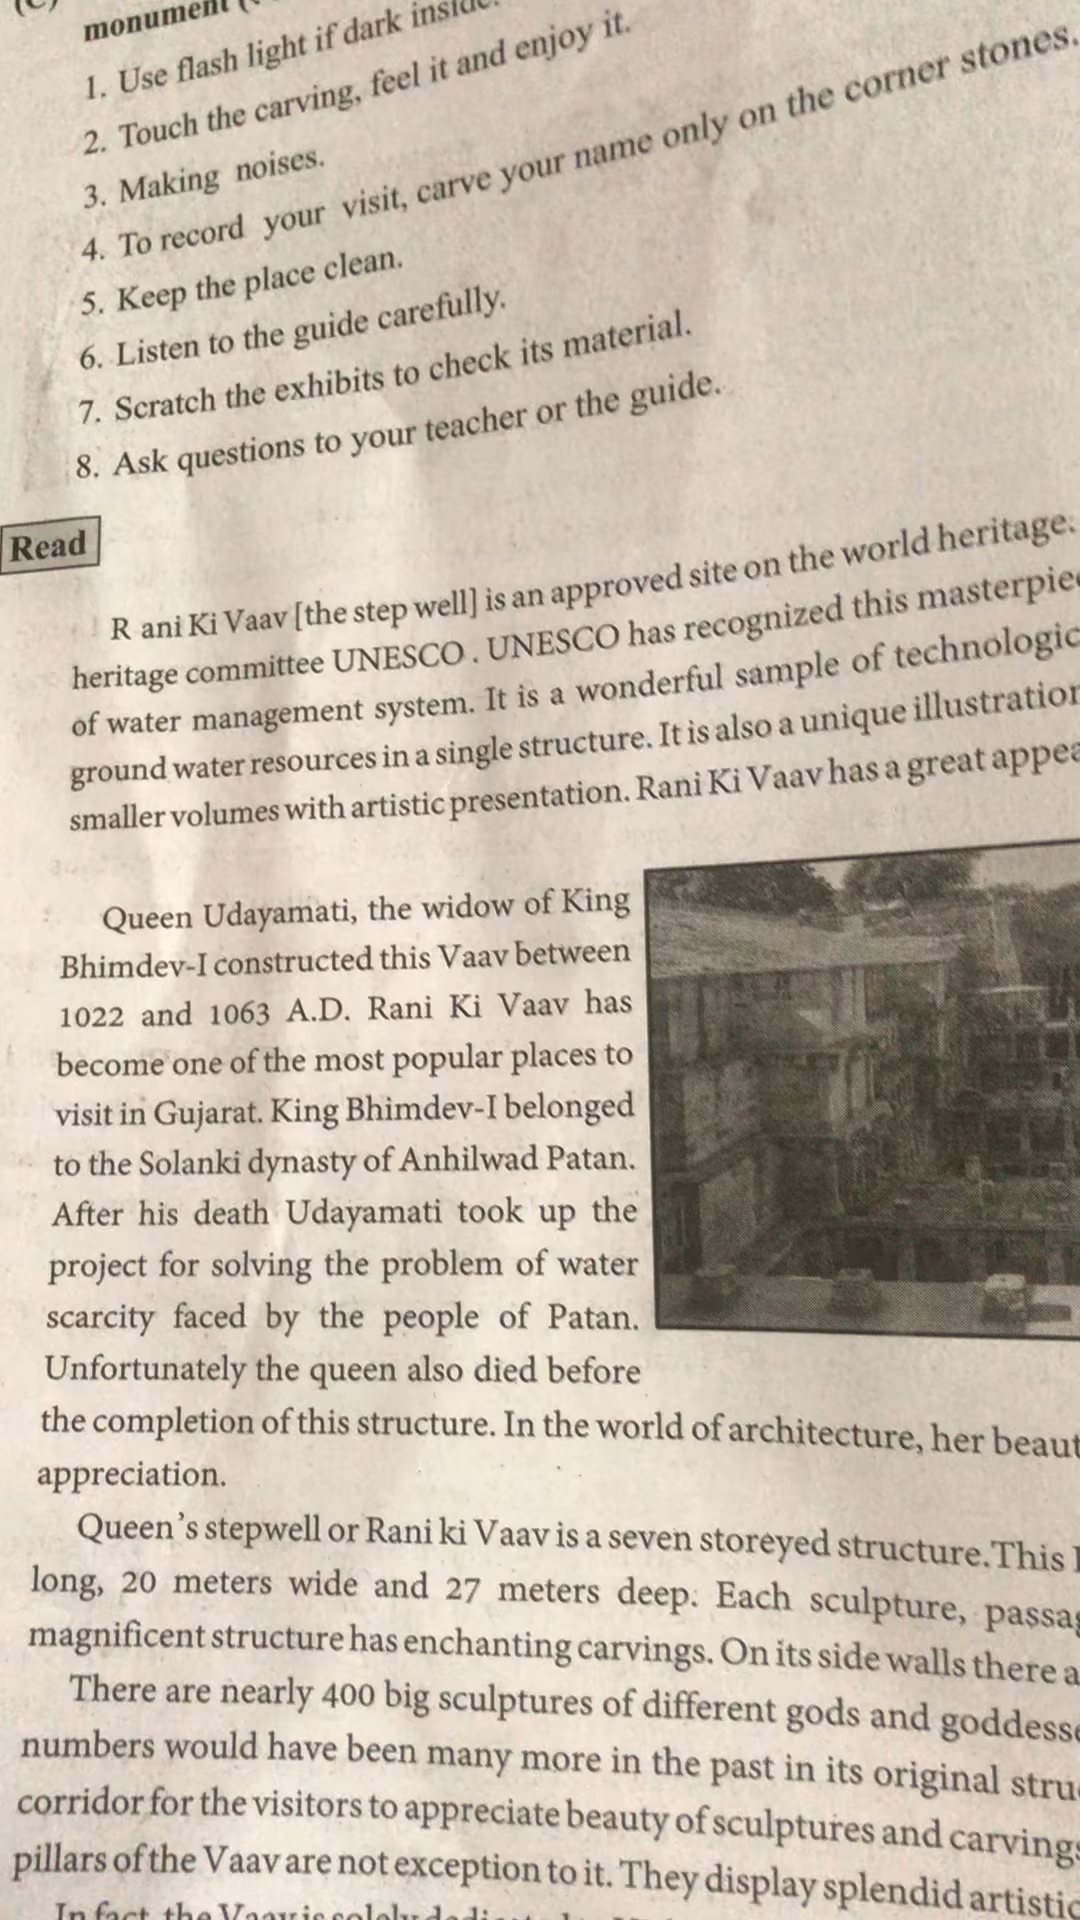 monument
1. Use flash light if dark inside.
2. Touch the carving, feel it and enjoy it.
3. Making noises.
4. To record your visit, carve your name only on the corner stones.
5. Keep the place clean.
6. Listen to the guide carefully.
7. Scratch the exhibits to check its material.
8. Ask questions to your teacher or the guide.
Read
R ani Ki Vaav [the step well] is an approved site on the world heritage.
heritage committee UNESCO . UNESCO has recognized this
of water management system. It is a wonderful sample of
ground water resources in a single structure. It is also a unique illustration
smaller volumes with artistic presentation. Rani Ki Vaav has a great
Queen Udayamati, the widow of King
Bhimdev-I constructed this Vaav between
1022 and 1063 A.D. Rani Ki Vaav has
become one of the most popular places to
visit in Gujarat. King Bhimdev-I belonged
to the Solanki dynasty of Anhilwad Patan.
After his death Udayamati took up the
project for solving the problem of water
scarcity faced by the people of Patan.
Unfortunately the queen also died before
the completion of this structure. In the world of architecture, her
appreciation.
Queen's stepwell or Rani ki Vaav is a seven storeyed structure.This
long, 20 meters wide and 27 meters deep. Each sculpture,
magnificent structure has enchanting carvings. On its side walls there
There are nearly 400 big sculptures of different gods and
numbers would have been many more in the past in its original
corridor for the visitors to appreciate beauty of sculptures and
pillars of the Vaav are not exception to it. They display splendid
In fact, the Vaav is solely